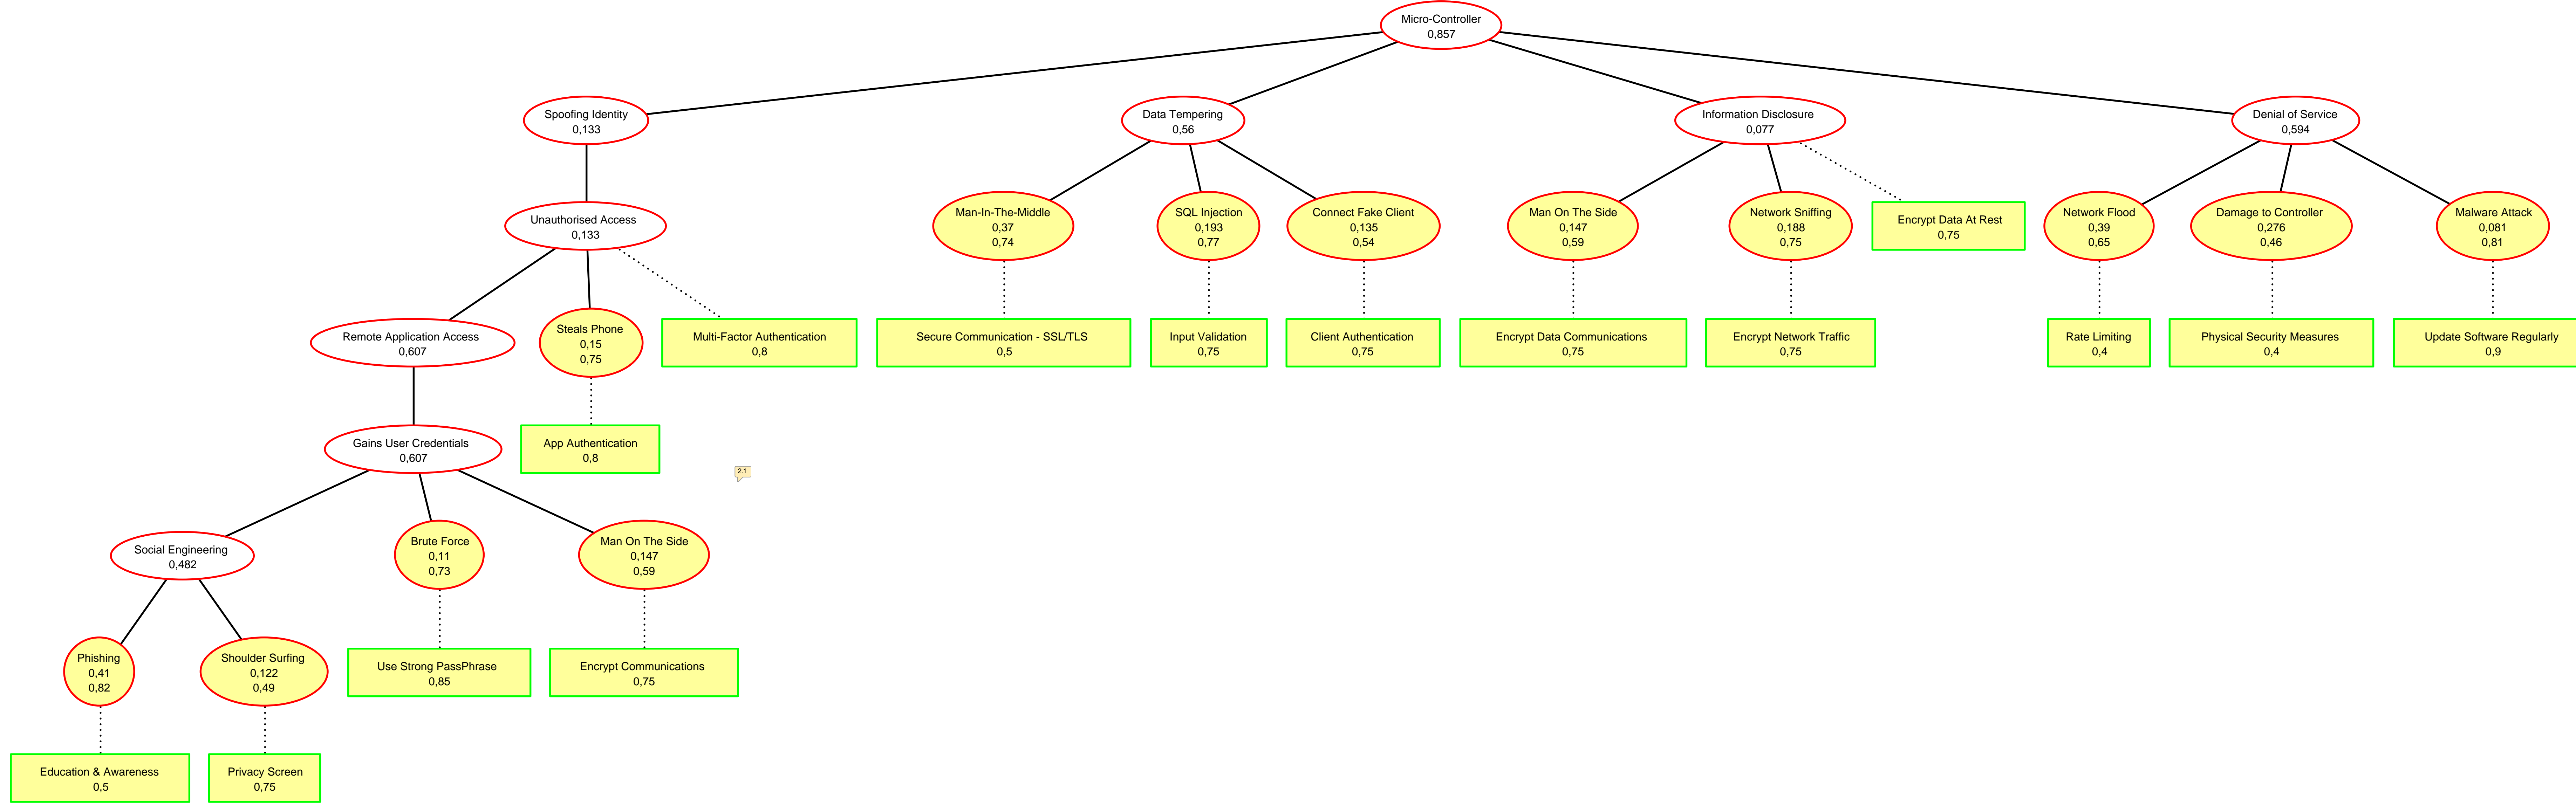 Micro-Controller
0,857
Spoofing Identity
0,133
Data Tempering
0,56
Information Disclosure
0,077
Denial of Service
0,594
Unauthorised Access
0,133
Man-In-The-Middle
0,37
0,74
SQL Injection
0,193
0,77
Connect Fake Client
0,135
0,54
Man On The Side
0,147
0,59
Network Sniffing
0,188
0,75
Encrypt Data At Rest
0,75
Network Flood
0,39
0,65
Damage to Controller
0,276
0,46
Malware Attack
0,081
0,81
Remote Application Access
0,607
Steals Phone
0,15
0,75
Multi-Factor Authentication
0,8
Secure Communication - SSL/TLS
0,5
Input Validation
0,75
Client Authentication
0,75
Encrypt Data Communications
0,75
Encrypt Network Traffic
0,75
Rate Limiting
0,4
Physical Security Measures
0,4
Update Software Regularly
0,9
Gains User Credentials
0,607
App Authentication
0,8
2.1
Social Engineering
0,482
Brute Force
0,11
0,73
Man On The Side
0,147
0,59
Phishing
0,41
0,82
Shoulder Surfing
0,122
0,49
Use Strong PassPhrase
0,85
Encrypt Communications
0,75
Education & Awareness
0,5
Privacy Screen
0,75